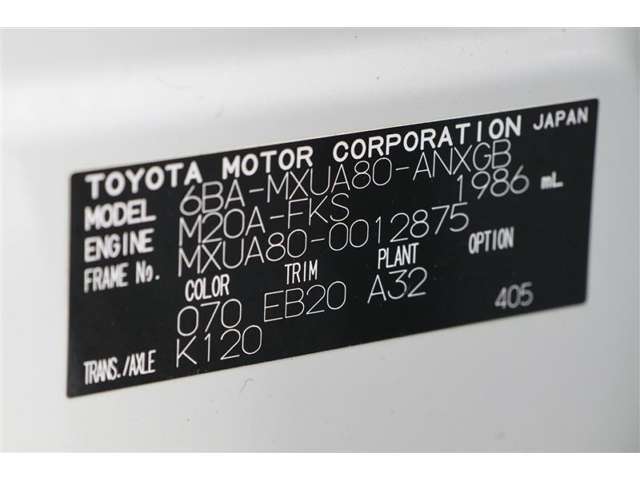 TOYOTA MOTOR CORPORATION JAPAN
MODEL 6BA-MXUA80-ANXGB
ENGINE M20A-FKS 1986 mL
FRAME No. MXUA80-0012875
COLOR TRIM PLANT OPTION
070 EB20 A32 405
TRANS./AXLE K120